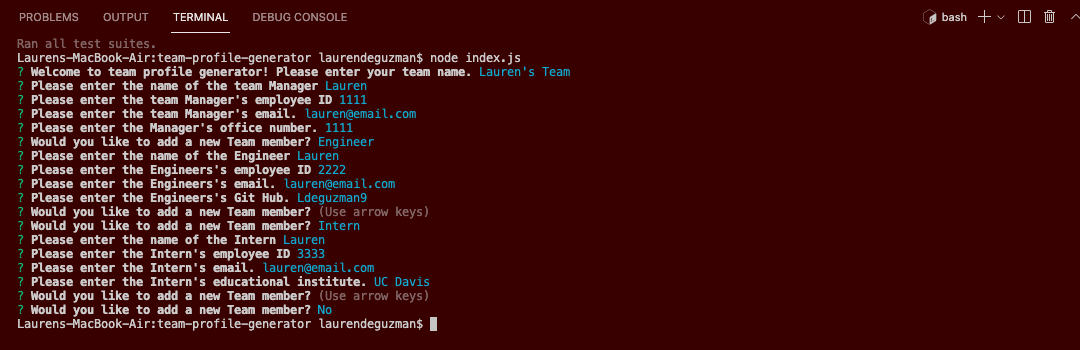 PROBLEMS OUTPUT TERMINAL DEBUG CONSOLE bash
Ran all test suites.
Laurens-MacBook-Air:team-profile-generator laurendeguzman$ node index.js
? Welcome to team profile generator! Please enter your team name. Lauren's Team
? Please enter the name of the team Manager Lauren
? Please enter the team Manager's employee ID 1111
? Please enter the team Manager's email. lauren@email.com
? Please enter the Manager's office number. 1111
? Would you like to add a new Team member? Engineer
? Please enter the name of the Engineer Lauren
? Please enter the Engineers's employee ID 2222
? Please enter the Engineers's email. lauren@email.com
? Please enter the Engineers's Git Hub. Ldeguzman9
? Would you like to add a new Team member? (Use arrow keys)
? Would you like to add a new Team member? Intern
? Please enter the name of the Intern Lauren
? Please enter the Intern's employee ID 3333
? Please enter the Intern's email. lauren@email.com
? Please enter the Intern's educational institute. UC Davis
? Would you like to add a new Team member? (Use arrow keys)
? Would you like to add a new Team member? No
Laurens-MacBook-Air:team-profile-generator laurendeguzman$